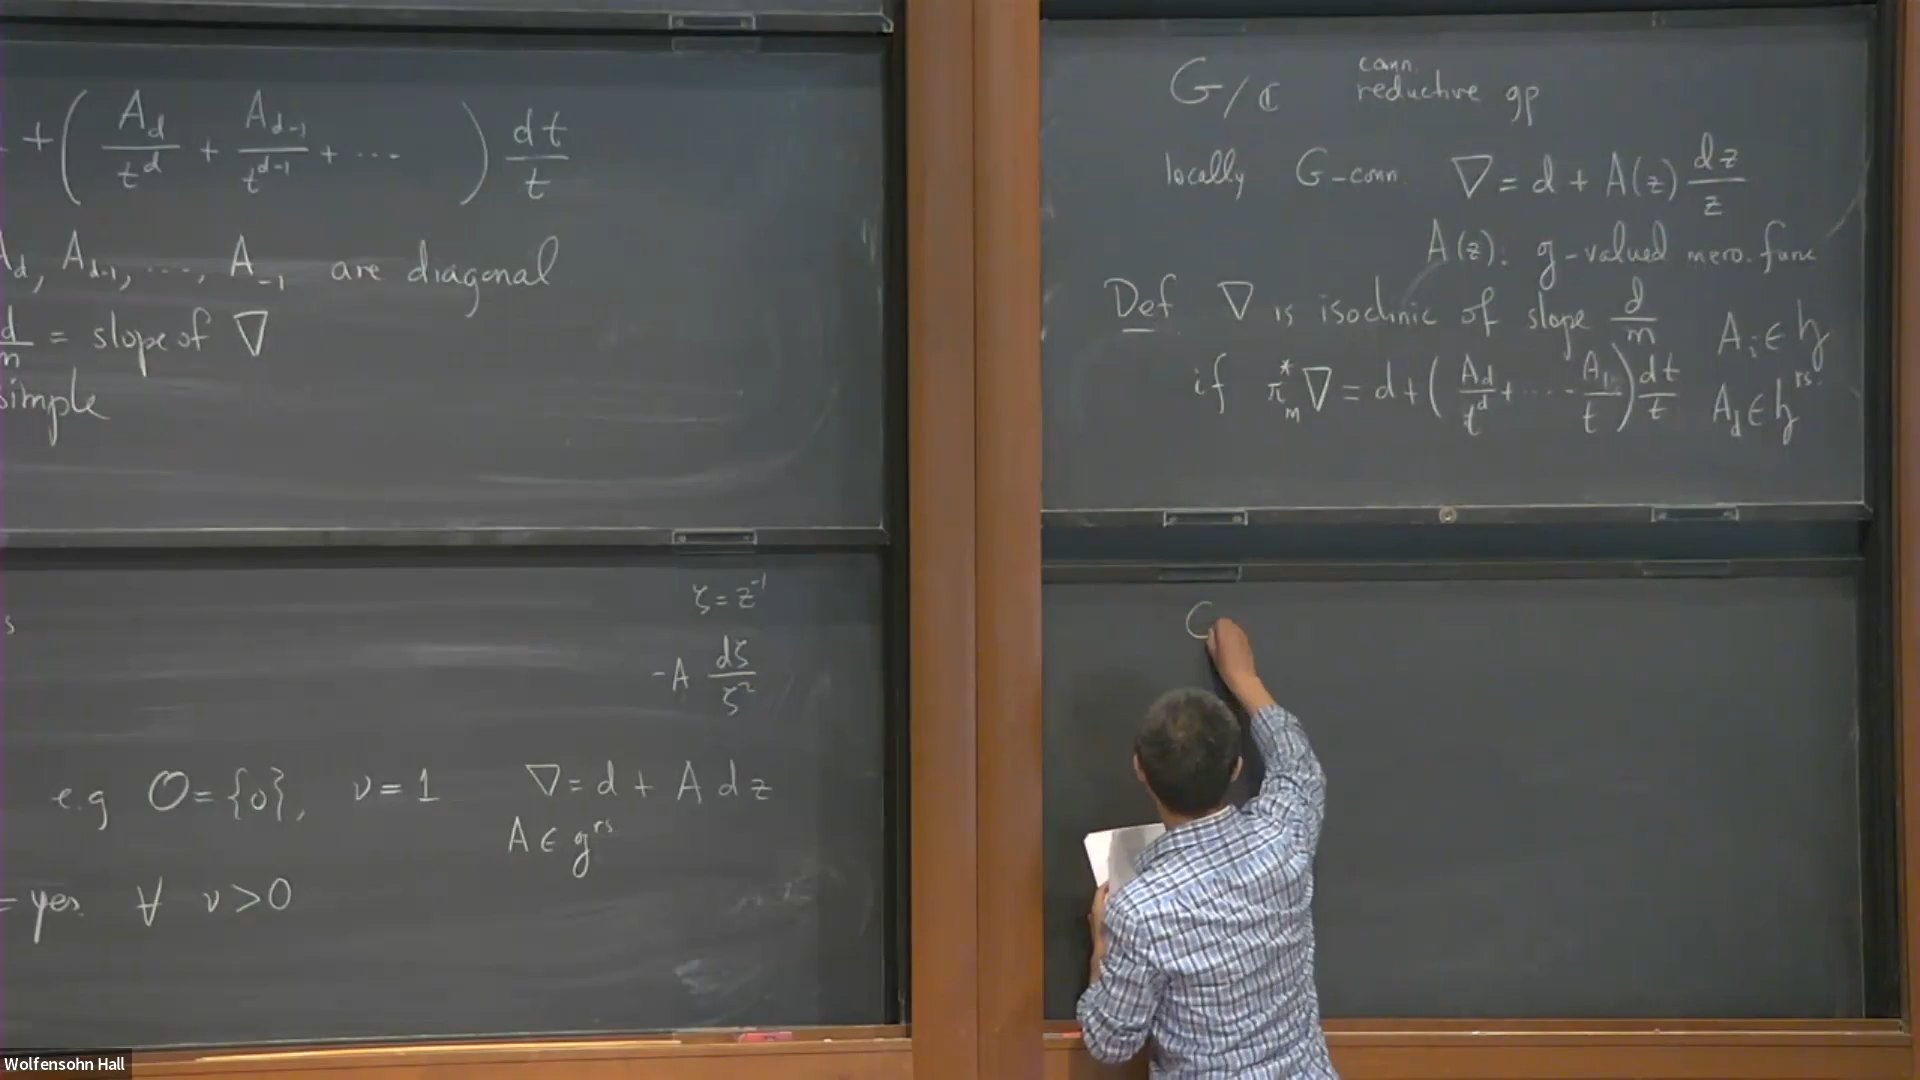 + ( A_d/t^d + A_{d-1}/t^{d-1} + ... ) dt/t
A_d, A_{d-1}, ..., A_{-1} are diagonal
d/m = slope of ∇
simple
s
ζ = z^{-1}
-A dζ/ζ^2
e.g O = {0}, ν = 1 ∇ = d + A dz
A ∈ g^{rs}
= yes ∀ ν > 0
G/ℂ conn. reductive gp
locally G-conn. ∇ = d + A(z) dz/z
A(z): g-valued mero. func
Def ∇ is isoclinic of slope d/m A_i ∈ h
if π_m^* ∇ = d + ( A_d/t^d + ... A_1/t ) dt/t A_d ∈ h^{rs}
C
Wolfensohn Hall